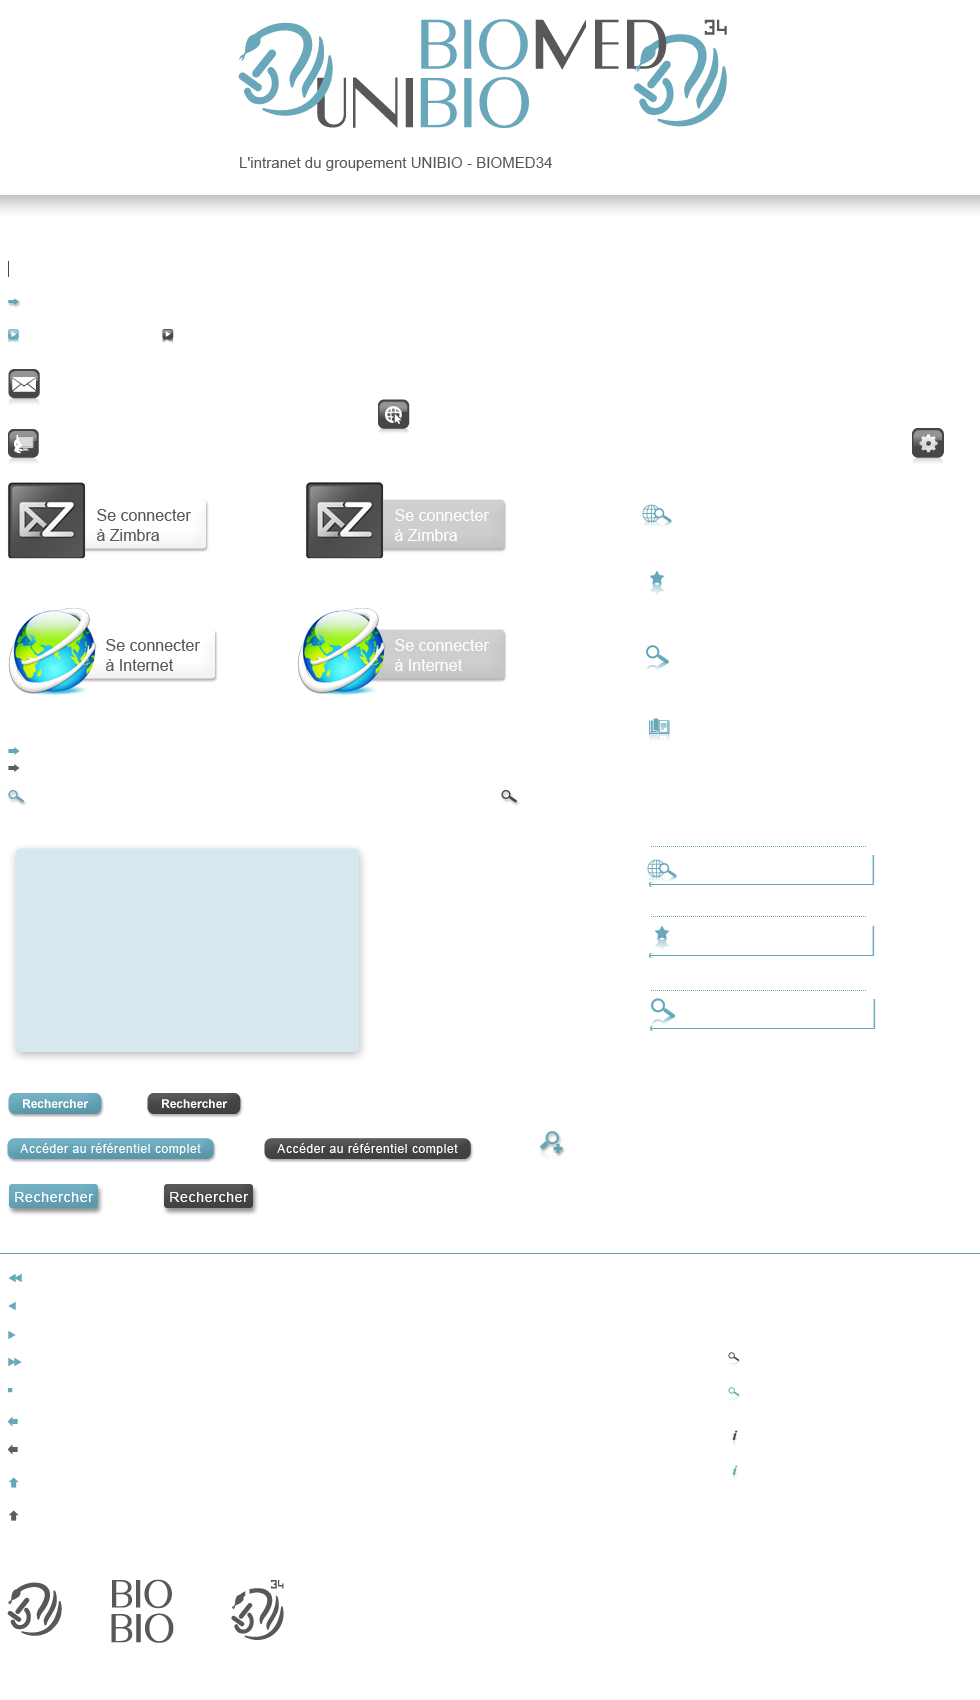 BIOMED 34
UNIBIO
L'intranet du groupement UNIBIO - BIOMED34
Se connecter
à Zimbra
Se connecter
à Zimbra
Se connecter
à Internet
Se connecter
à Internet
Rechercher
Rechercher
Accéder au référentiel complet
Accéder au référentiel complet
Rechercher
Rechercher
BIO
BIO
34